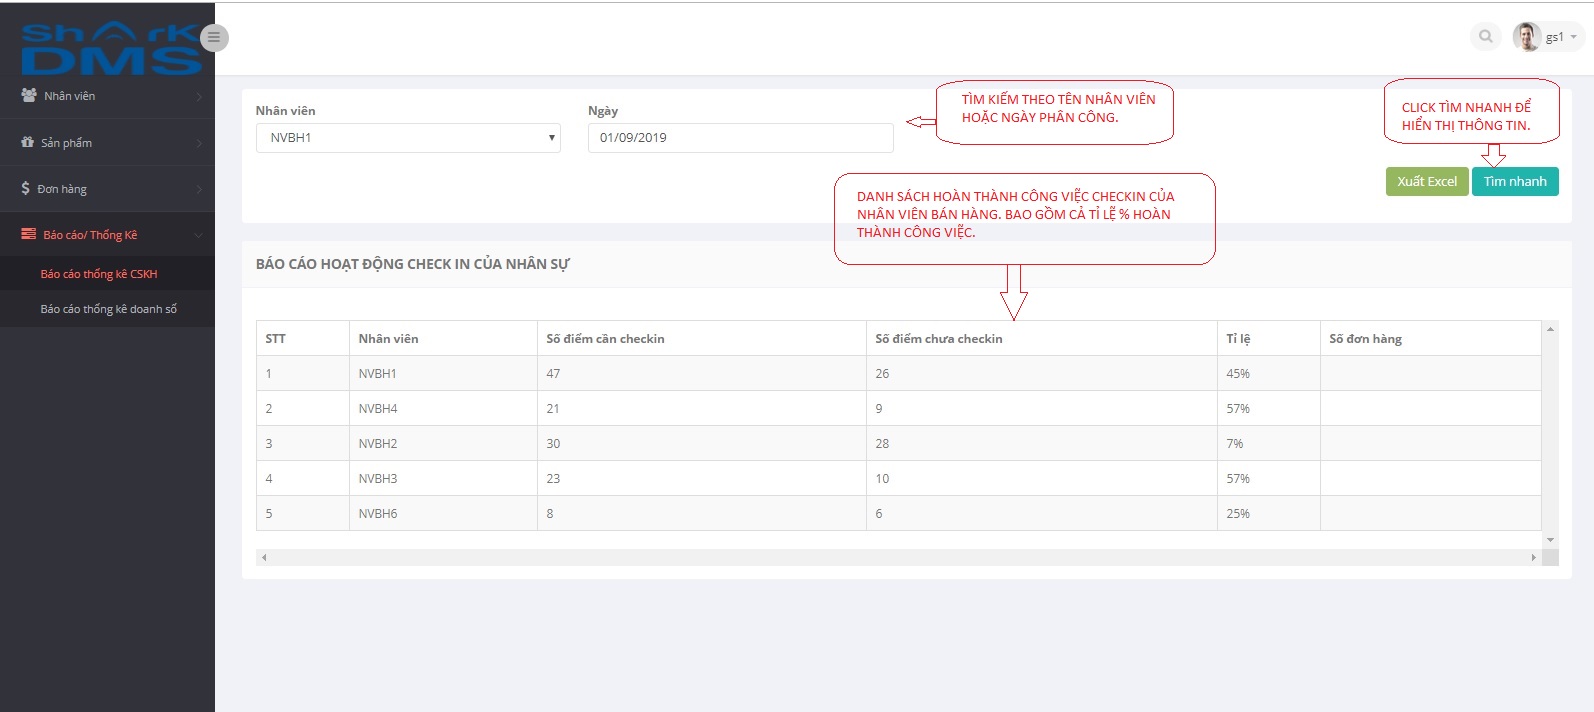 Shark
DMS
gs1
Nhân viên
Sản phẩm
Đơn hàng
Báo cáo/ Thống Kê
Báo cáo thống kê CSKH
Báo cáo thống kê doanh số
Nhân viên
NVBH1
Ngày
01/09/2019
TÌM KIẾM THEO TÊN NHÂN VIÊN
HOẶC NGÀY PHÂN CÔNG.
CLICK TÌM NHANH ĐỂ
HIỂN THỊ THÔNG TIN.
Xuất Excel
Tìm nhanh
DANH SÁCH HOÀN THÀNH CÔNG VIỆC CHECKIN CỦA
NHÂN VIÊN BÁN HÀNG. BAO GỒM CẢ TỈ LỆ % HOÀN
THÀNH CÔNG VIỆC.
BÁO CÁO HOẠT ĐỘNG CHECK IN CỦA NHÂN SỰ
STT Nhân viên Số điểm cần checkin Số điểm chưa checkin Tỉ lệ Số đơn hàng
1 NVBH1 47 26 45%
2 NVBH4 21 9 57%
3 NVBH2 30 28 7%
4 NVBH3 23 10 57%
5 NVBH6 8 6 25%